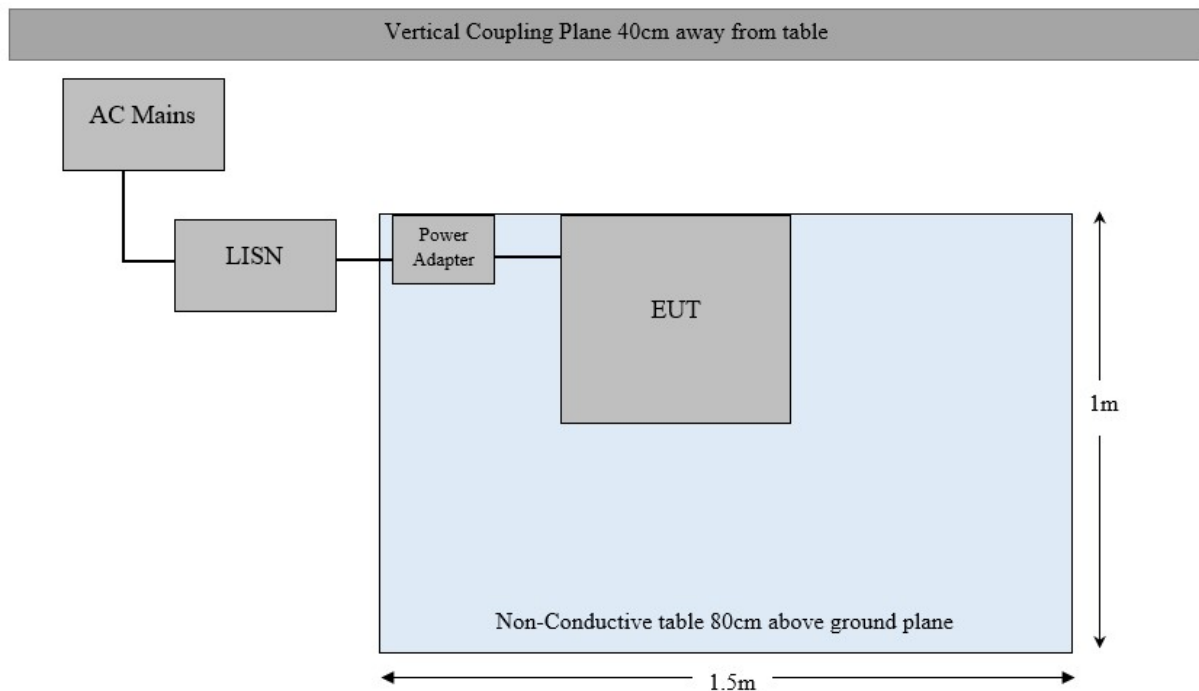 Vertical Coupling Plane 40cm away from table
AC Mains
LISN
Power
Adapter
EUT
1m
Non-Conductive table 80cm above ground plane
1.5m